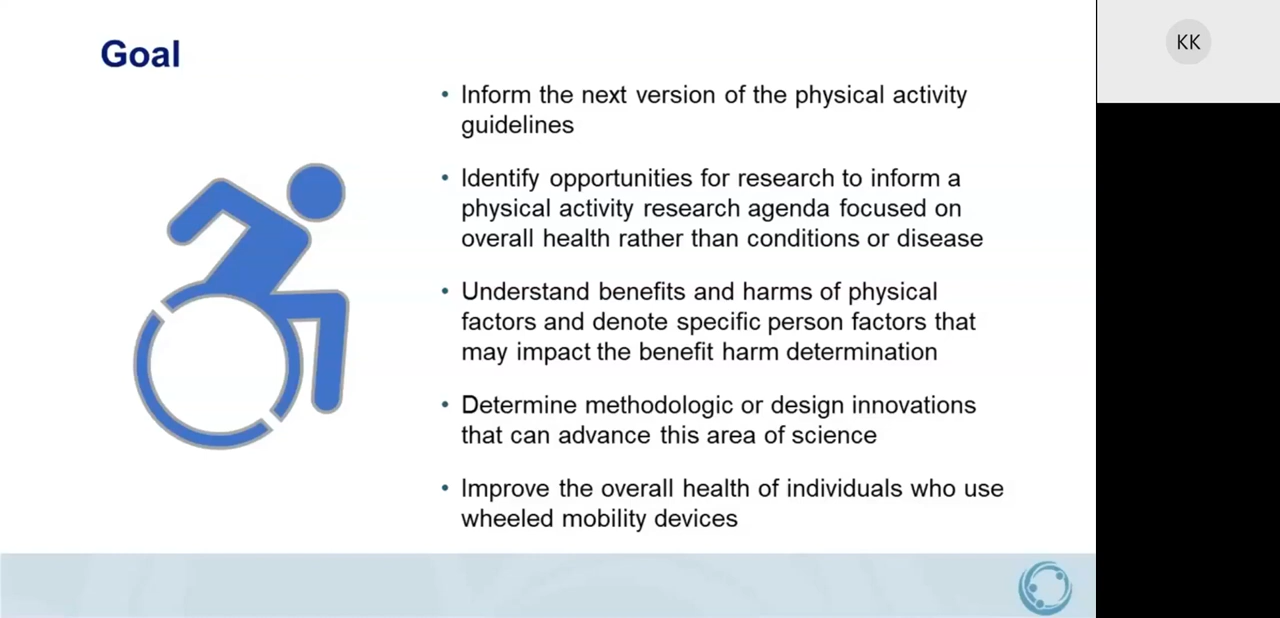 Goal
• Inform the next version of the physical activity
guidelines
• Identify opportunities for research to inform a
physical activity research agenda focused on
overall health rather than conditions or disease
• Understand benefits and harms of physical
factors and denote specific person factors that
may impact the benefit harm determination
• Determine methodologic or design innovations
that can advance this area of science
• Improve the overall health of individuals who use
wheeled mobility devices
KK